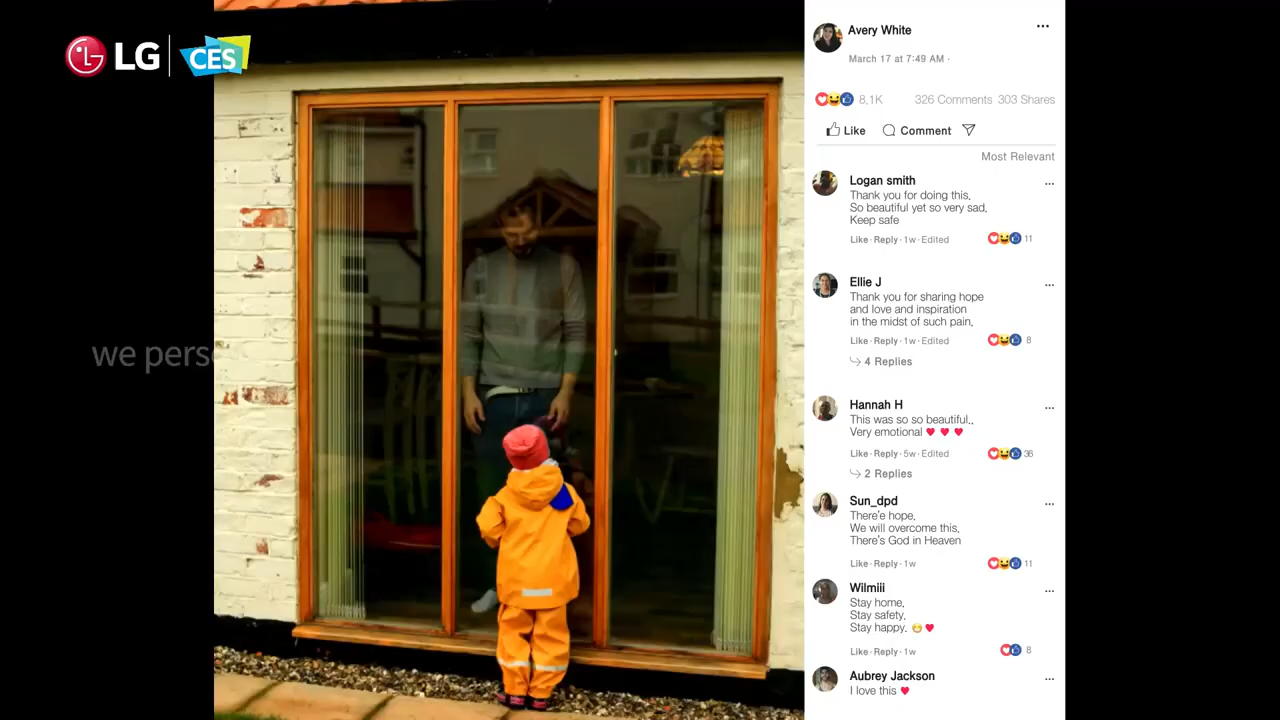 LG
CES
we pers
Avery White
March 17 at 7:49 AM ·
8,1K
326 Comments 303 Shares
Like
Comment
Most Relevant
Logan smith
Thank you for doing this,
So beautiful yet so very sad,
Keep safe
Like · Reply · 1w · Edited
11
Ellie J
Thank you for sharing hope
and love and inspiration
in the midst of such pain,
Like · Reply · 1w · Edited
8
4 Replies
Hannah H
This was so so beautiful..
Very emotional ♥ ♥ ♥
Like · Reply · 5w · Edited
36
2 Replies
Sun_dpd
There'e hope,
We will overcome this,
There's God in Heaven
Like · Reply · 1w
11
Wilmiii
Stay home,
Stay safety,
Stay happy. 😁 ♥
Like · Reply · 1w
8
Aubrey Jackson
I love this ♥